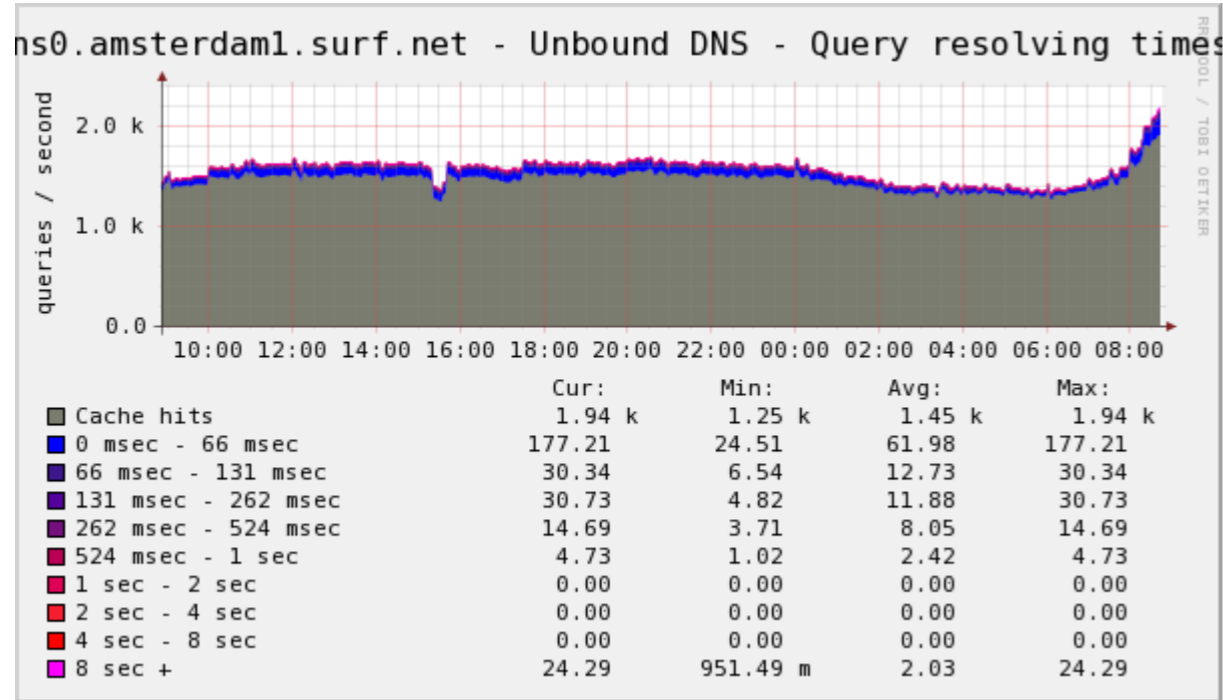 ns0.amsterdam1.surf.net - Unbound DNS - Query resolving times
RRDTOOL / TOBI OETIKER
queries / second
2.0 k
1.0 k
0.0
10:00 12:00 14:00 16:00 18:00 20:00 22:00 00:00 02:00 04:00 06:00 08:00
Cur: Min: Avg: Max:
Cache hits 1.94 k 1.25 k 1.45 k 1.94 k
0 msec - 66 msec 177.21 24.51 61.98 177.21
66 msec - 131 msec 30.34 6.54 12.73 30.34
131 msec - 262 msec 30.73 4.82 11.88 30.73
262 msec - 524 msec 14.69 3.71 8.05 14.69
524 msec - 1 sec 4.73 1.02 2.42 4.73
1 sec - 2 sec 0.00 0.00 0.00 0.00
2 sec - 4 sec 0.00 0.00 0.00 0.00
4 sec - 8 sec 0.00 0.00 0.00 0.00
8 sec + 24.29 951.49 m 2.03 24.29